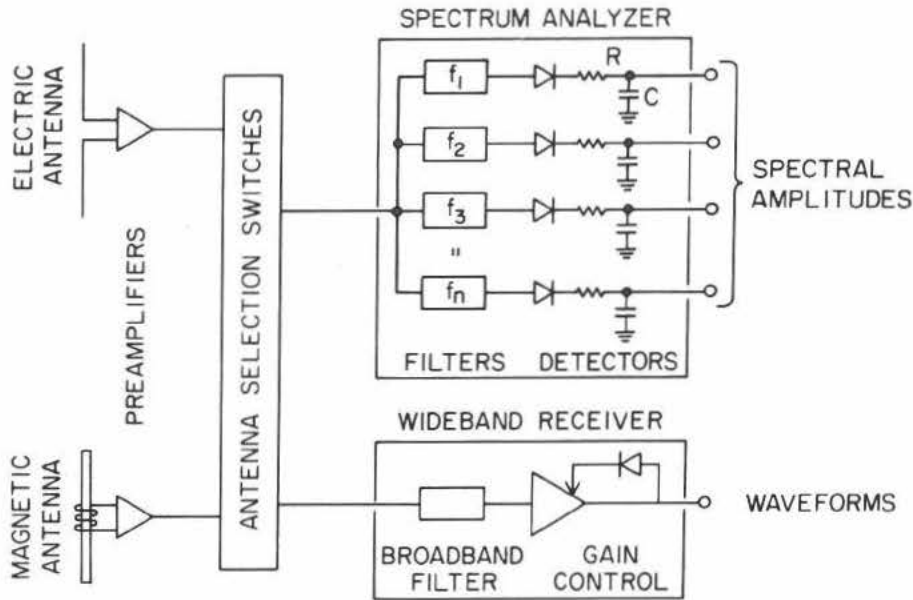 SPECTRUM ANALYZER
ELECTRIC
ANTENNA
PREAMPLIFIERS
MAGNETIC
ANTENNA
ANTENNA SELECTION SWITCHES
f1
R
C
f2
f3
"
fn
FILTERS
DETECTORS
SPECTRAL
AMPLITUDES
WIDEBAND RECEIVER
BROADBAND
FILTER
GAIN
CONTROL
WAVEFORMS